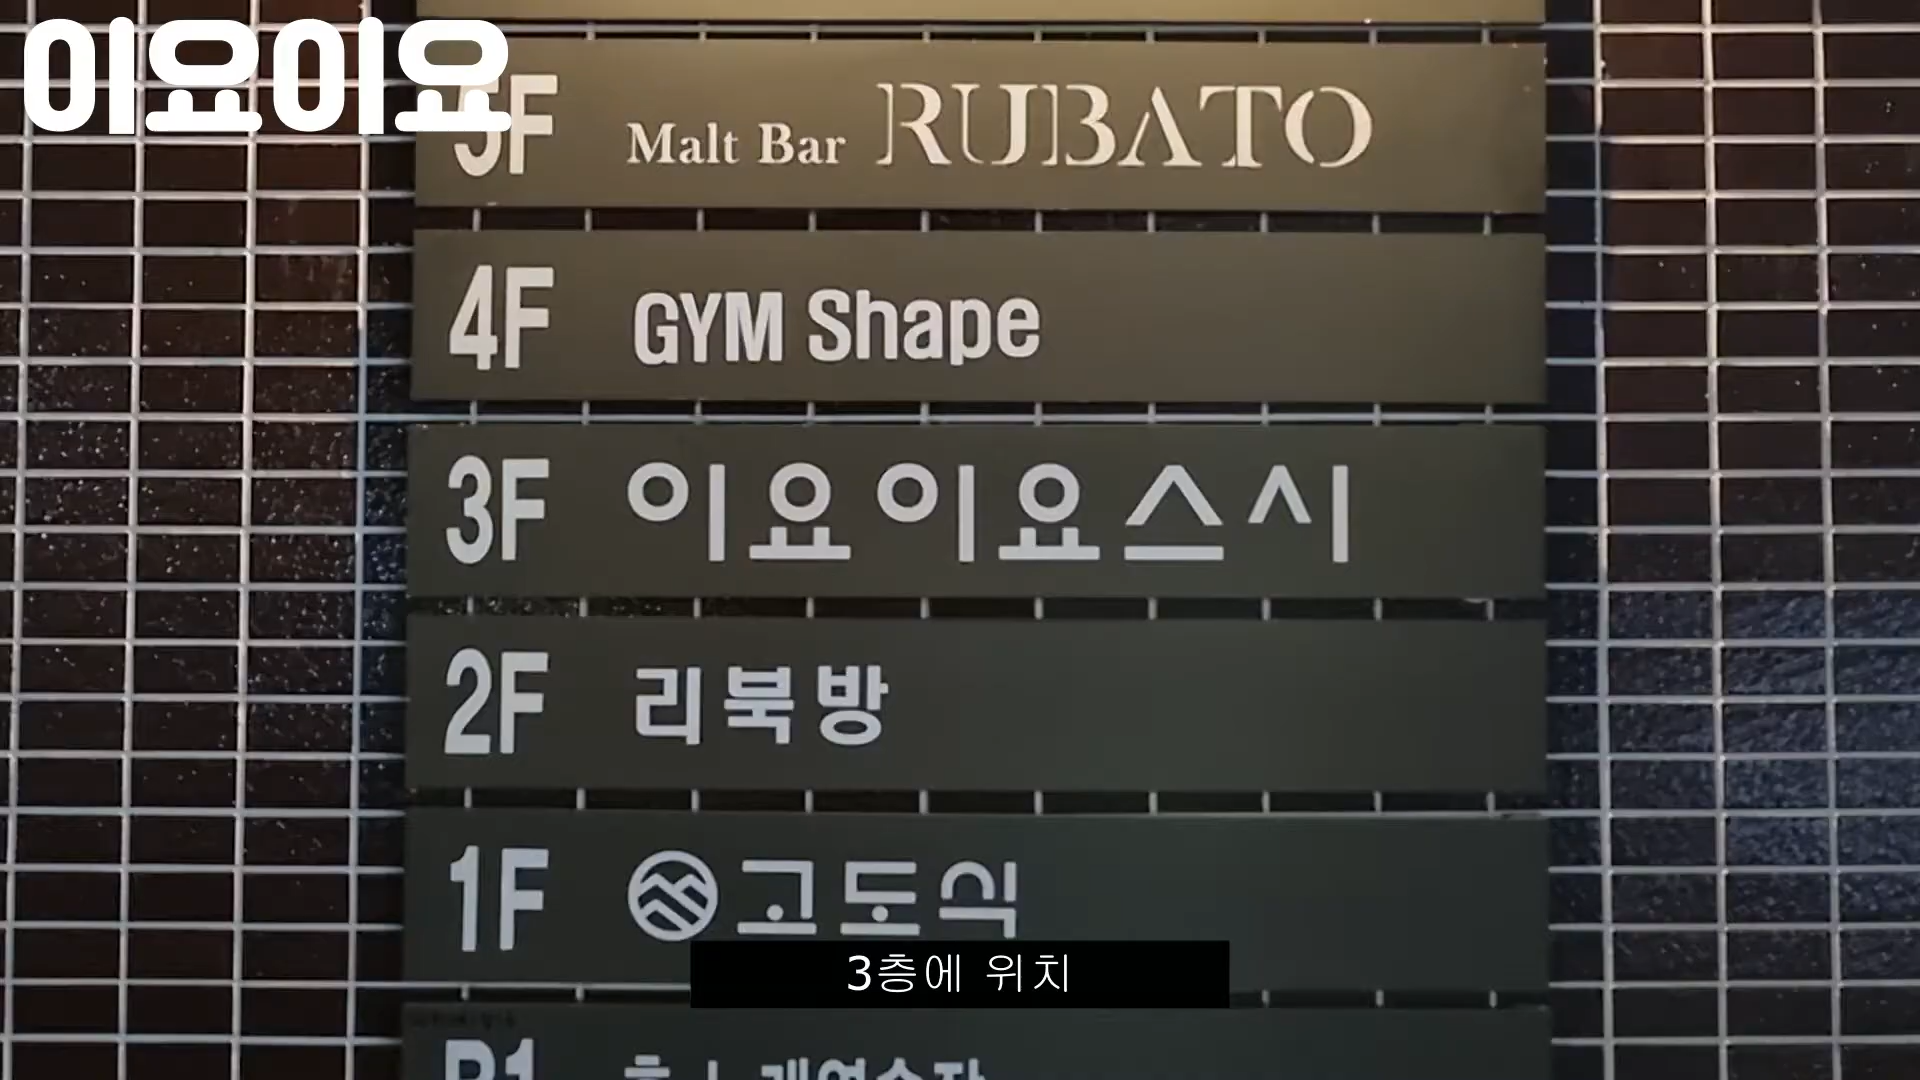 이요이요
5F Malt Bar RUBATO
4F GYM Shape
3F 이요이요스시
2F 리북방
1F 고도식
3층에 위치
B1